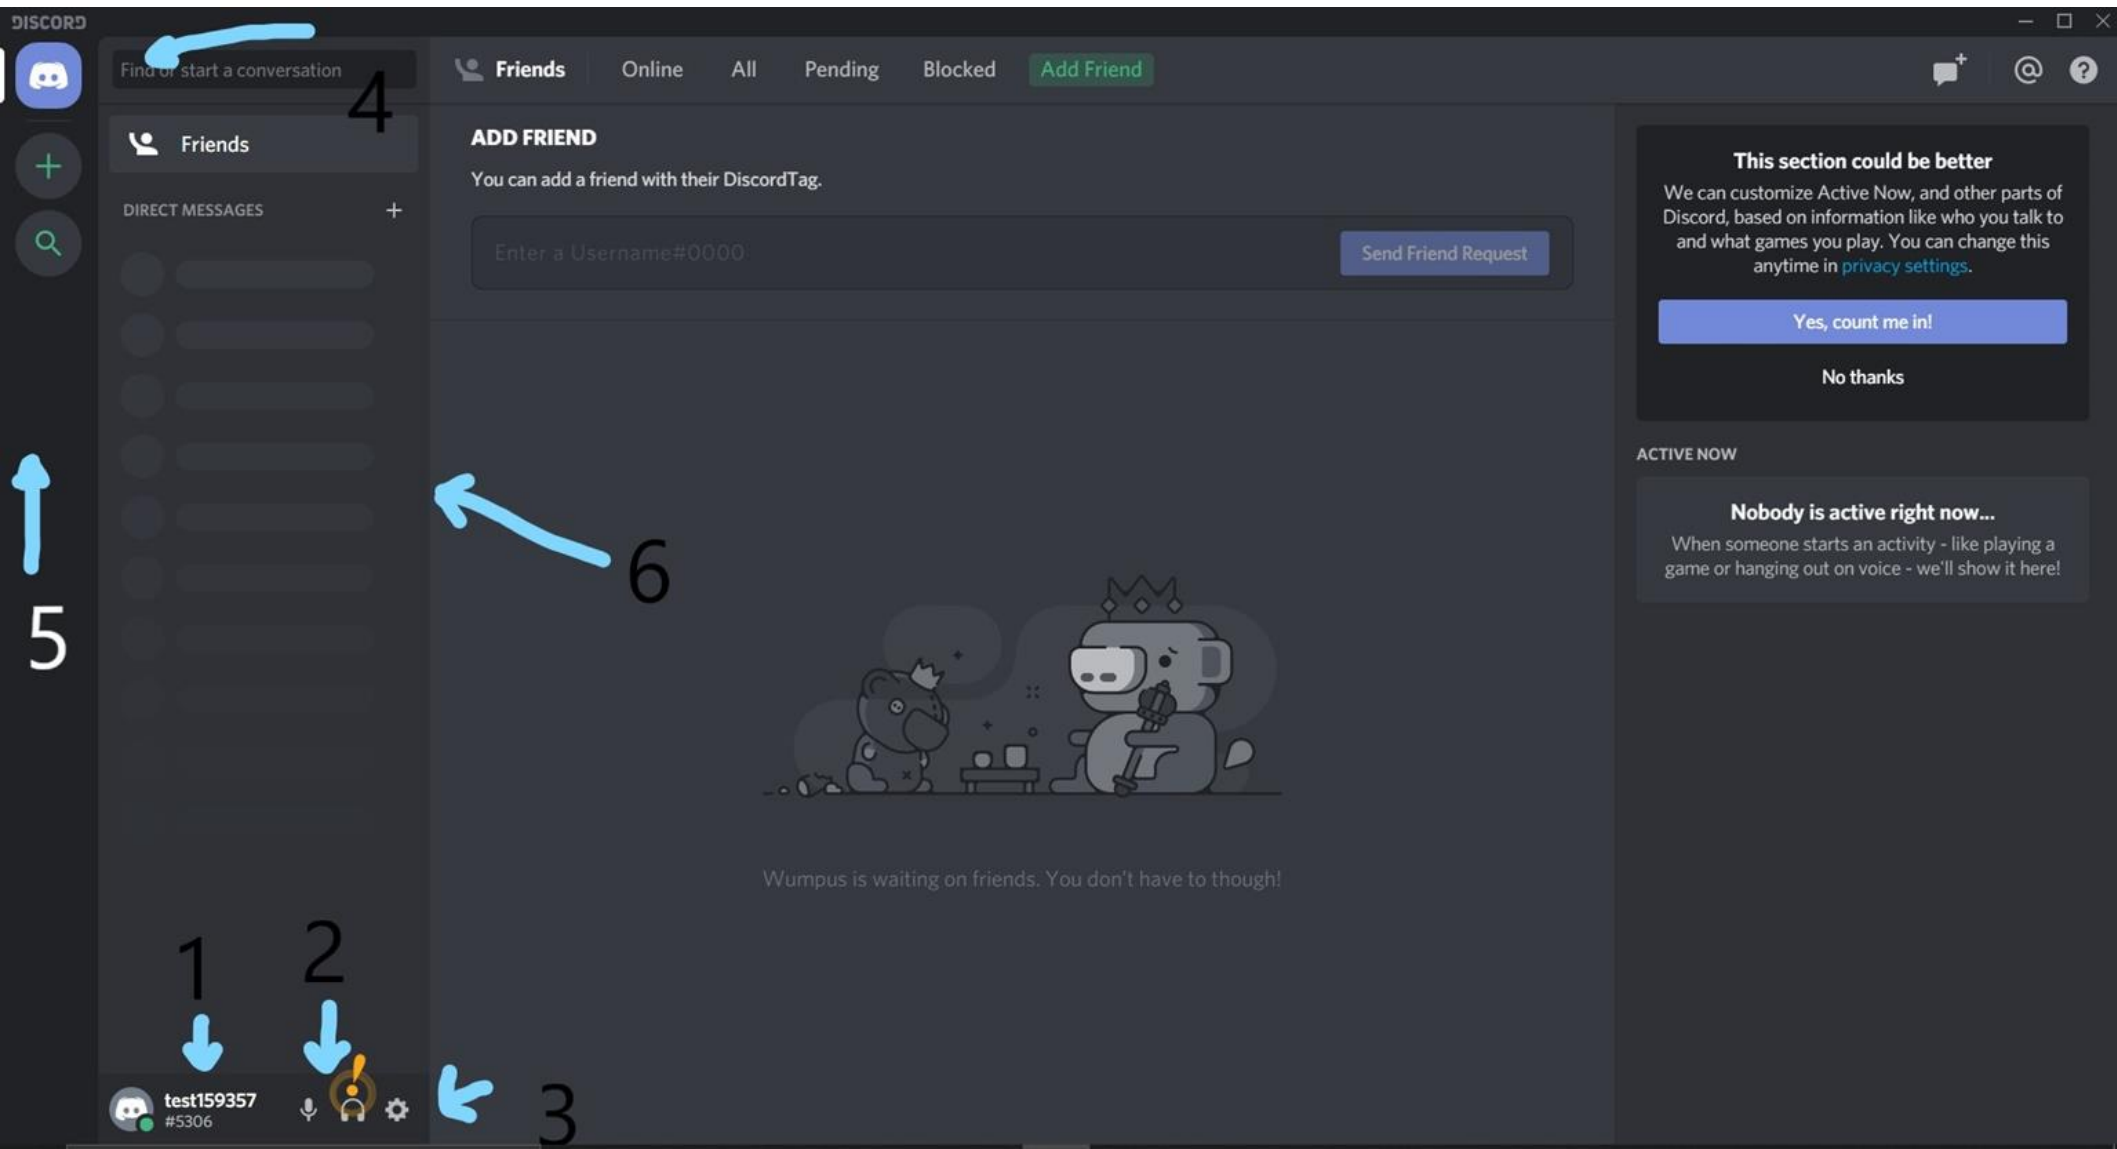 DISCORD
Find or start a conversation
4
Friends
Online
All
Pending
Blocked
Add Friend
Friends
DIRECT MESSAGES
ADD FRIEND
You can add a friend with their DiscordTag.
Enter a Username#0000
Send Friend Request
This section could be better
We can customize Active Now, and other parts of
Discord, based on information like who you talk to
and what games you play. You can change this
anytime in privacy settings.
Yes, count me in!
No thanks
ACTIVE NOW
Nobody is active right now...
When someone starts an activity - like playing a
game or hanging out on voice - we'll show it here!
5
6
Wumpus is waiting on friends. You don't have to though!
1
2
3
test159357
#5306